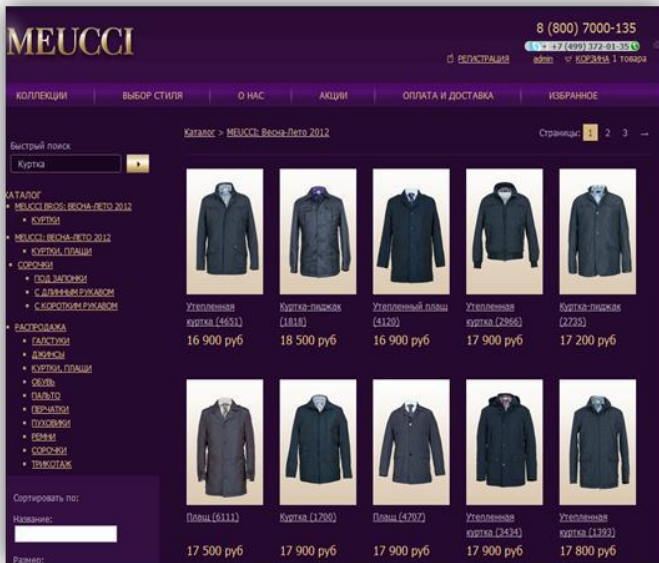 MEUCCI
8 (800) 7000-135
+7 (499) 372-01-35
РЕГИСТРАЦИЯ admin КОРЗИНА 1 товара
КОЛЛЕКЦИИ ВЫБОР СТИЛЯ О НАС АКЦИИ ОПЛАТА И ДОСТАВКА ИЗБРАННОЕ
Быстрый поиск
Куртка
КАТАЛОГ
MEUCCI BROS: ВЕСНА-ЛЕТО 2012
КУРТКИ
MEUCCI: ВЕСНА-ЛЕТО 2012
КУРТКИ, ПЛАЩИ
СОРОЧКИ
ПОД ЗАПОНКИ
С ДЛИННЫМ РУКАВОМ
С КОРОТКИМ РУКАВОМ
РАСПРОДАЖА
ГАЛСТУКИ
ДЖИНСЫ
КУРТКИ, ПЛАЩИ
ОБУВЬ
ПАЛЬТО
ПЕРЧАТКИ
ПУХОВИКИ
РЕМНИ
СОРОЧКИ
ТРИКОТАЖ
Сортировать по:
Название:
Размер:
Каталог > MEUCCI: Весна-Лето 2012
Страницы: 1 2 3 →
Утепленная
куртка (4651)
16 900 руб
Куртка-пиджак
(1818)
18 500 руб
Утепленный плащ
(4120)
16 900 руб
Утепленная
куртка (2966)
17 900 руб
Куртка-пиджак
(2735)
17 200 руб
Плащ (6111)
17 500 руб
Куртка (1700)
17 900 руб
Плащ (4707)
17 900 руб
Утепленная
куртка (3434)
17 900 руб
Утепленная
куртка (1393)
17 800 руб